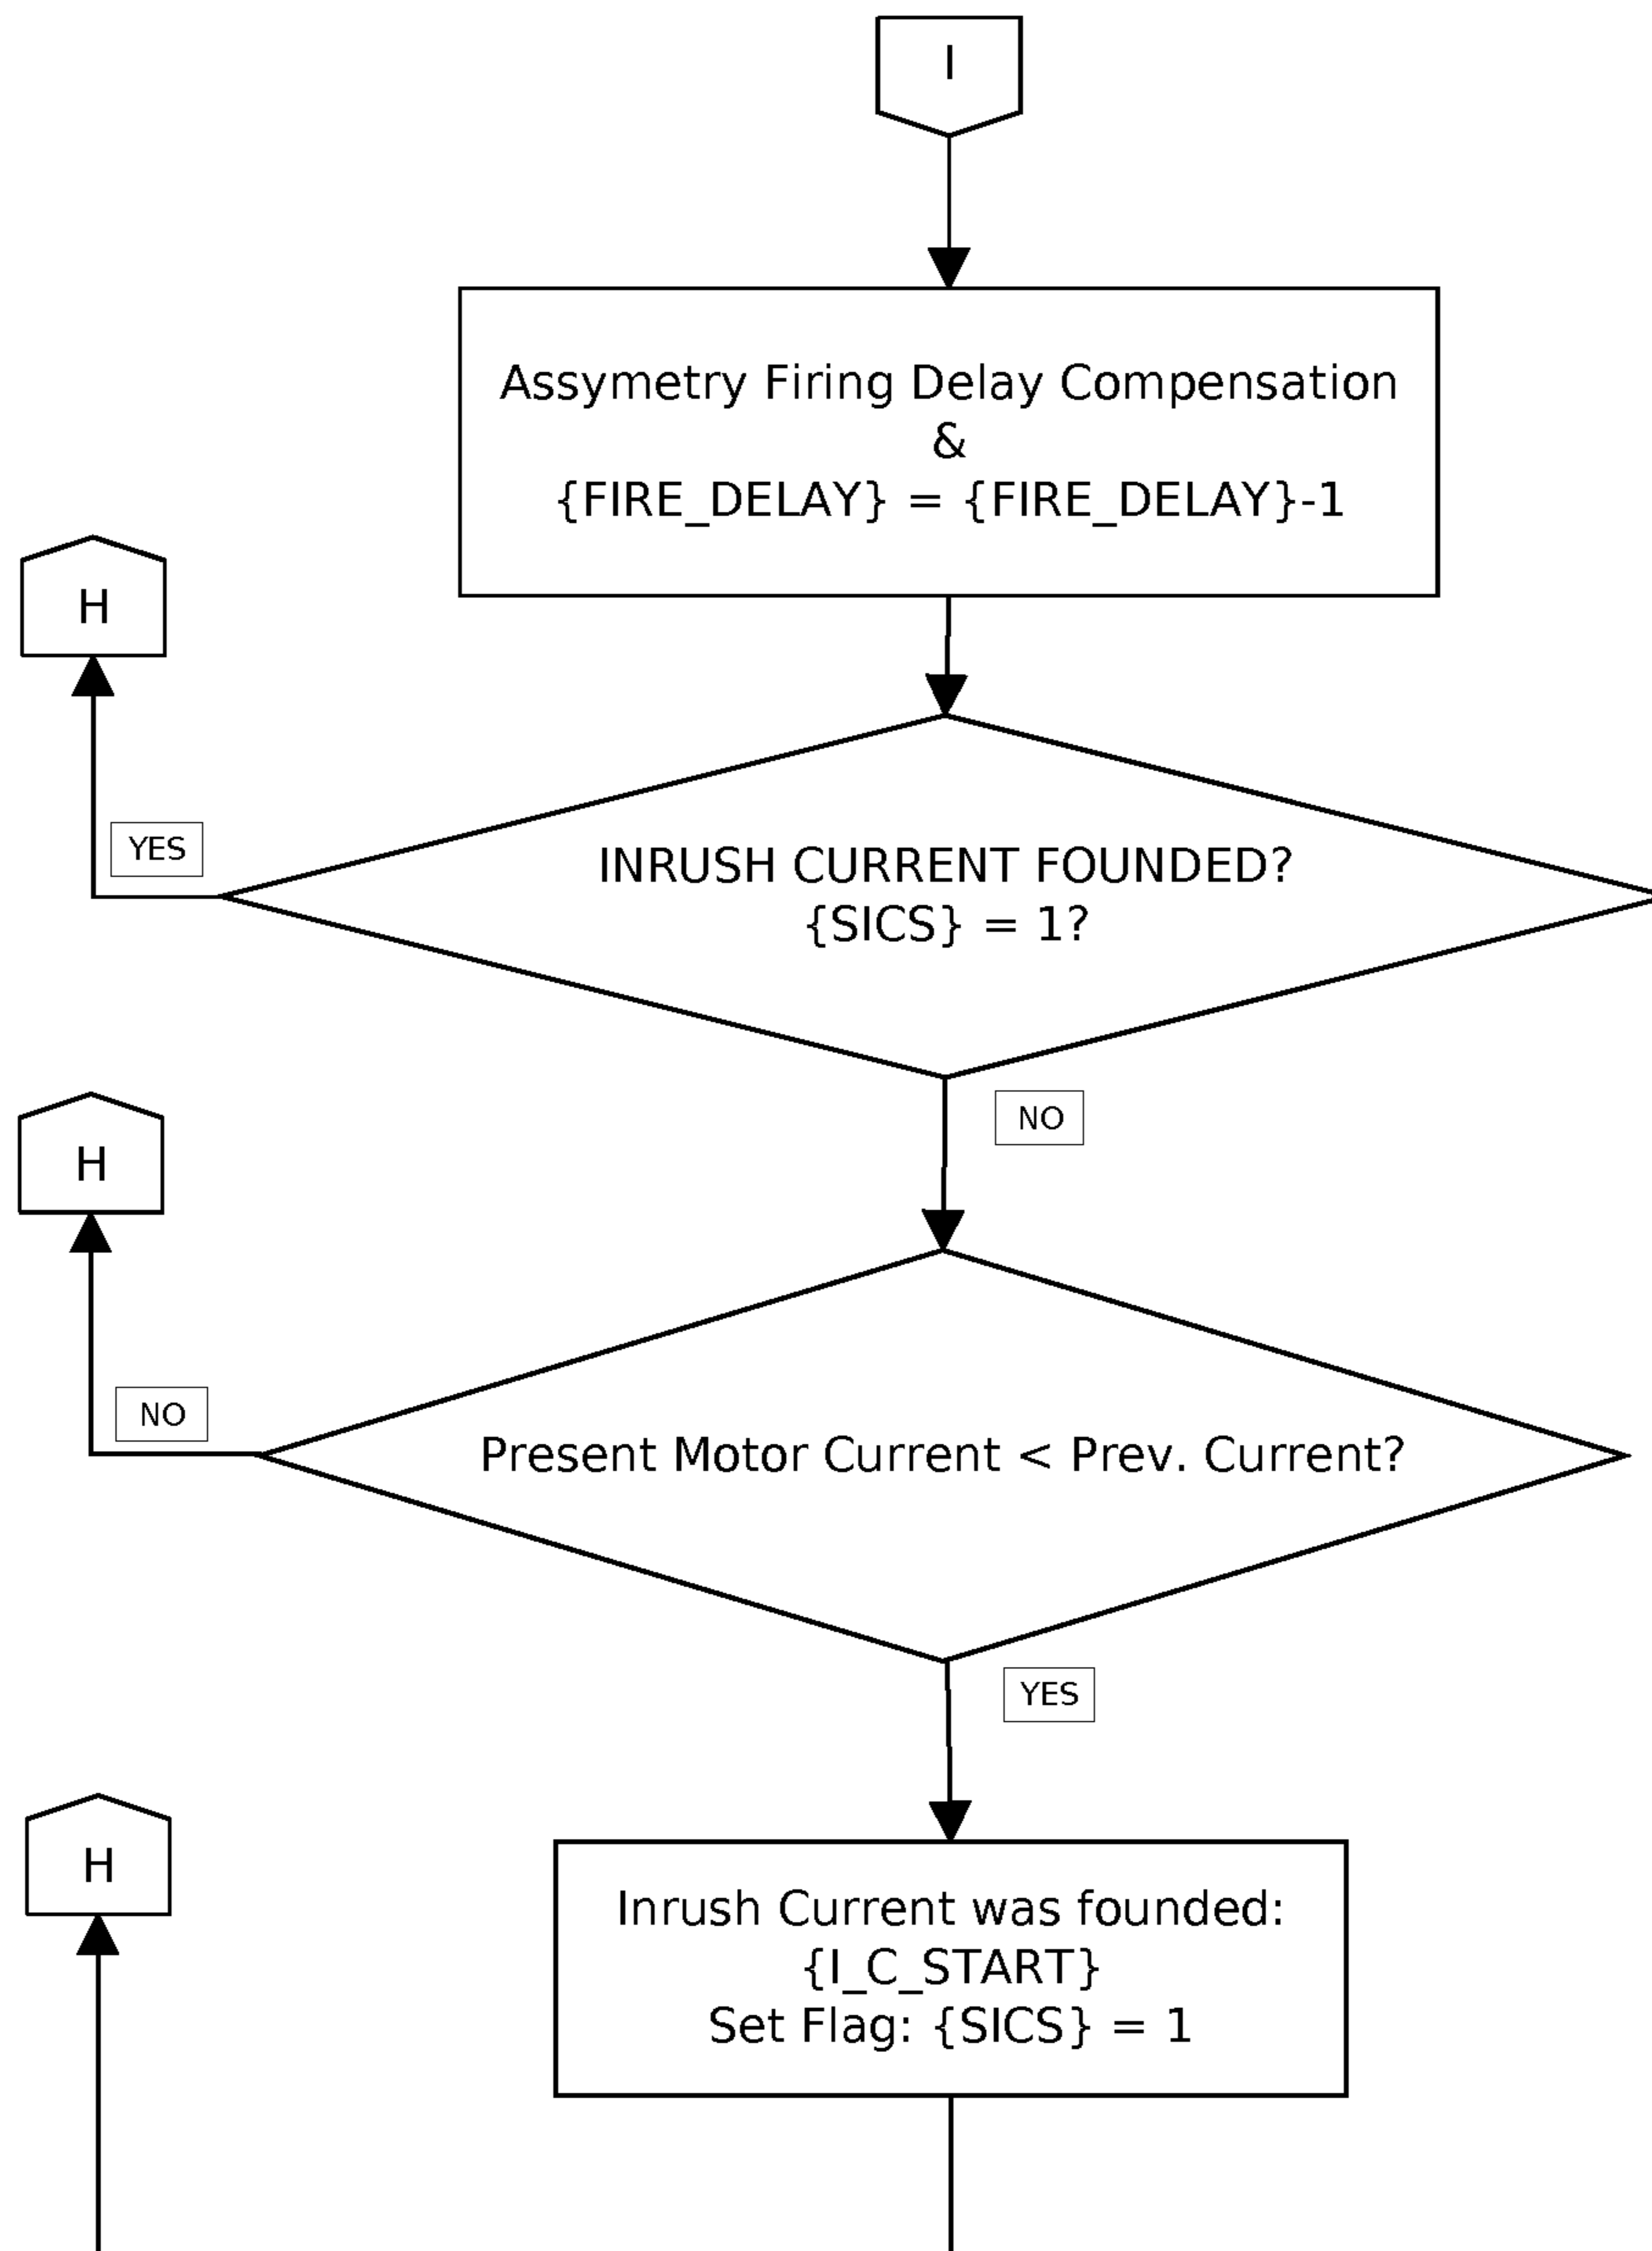 I
Assymetry Firing Delay Compensation
&
{FIRE_DELAY} = {FIRE_DELAY}-1
H
YES
INRUSH CURRENT FOUNDED?
{SICS} = 1?
NO
H
NO
Present Motor Current < Prev. Current?
YES
H
Inrush Current was founded:
{I_C_START}
Set Flag: {SICS} = 1